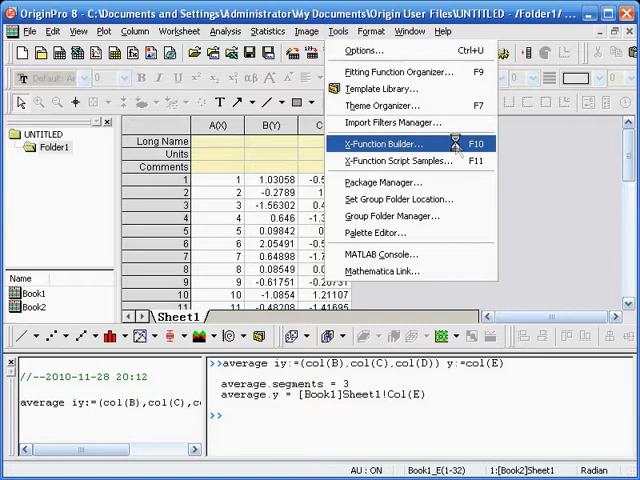 OriginPro 8 - C:\Documents and Settings\Administrator\My Documents\Origin User Files\UNTITLED - /Folder1/ - ...
File Edit View Plot Column Worksheet Analysis Statistics Image Tools Format Window Help
Options... Ctrl+U
Fitting Function Organizer... F9
Template Library...
Theme Organizer... F7
Import Filters Manager...
X-Function Builder... F10
X-Function Script Samples... F11
Package Manager...
Set Group Folder Location...
Group Folder Manager...
Palette Editor...
MATLAB Console...
Mathematica Link...
Default: A
UNTITLED
Folder1
Name
Book1
Book2
A(X) B(Y) C
Long Name
Units
Comments
1 1 1.03058
2 2 -0.2789
3 3 -1.56302
4 4 0.646
5 5 0.09842
6 6 2.05491
7 7 0.64898
8 8 0.08549
9 9 -0.61751 -0.20731
10 10 -1.0854 1.21107
11 11 -0.48208 -1.41695
Sheet1
//--2010-11-28 20:12
average iy:=(col(B),col(C),co
>>average iy:=(col(B),col(C),col(D)) y:=col(E)
average.segments = 3
average.y = [Book1]Sheet1!Col(E)
>>
AU : ON Book1_E(1-32) 1:[Book2]Sheet1 Radian